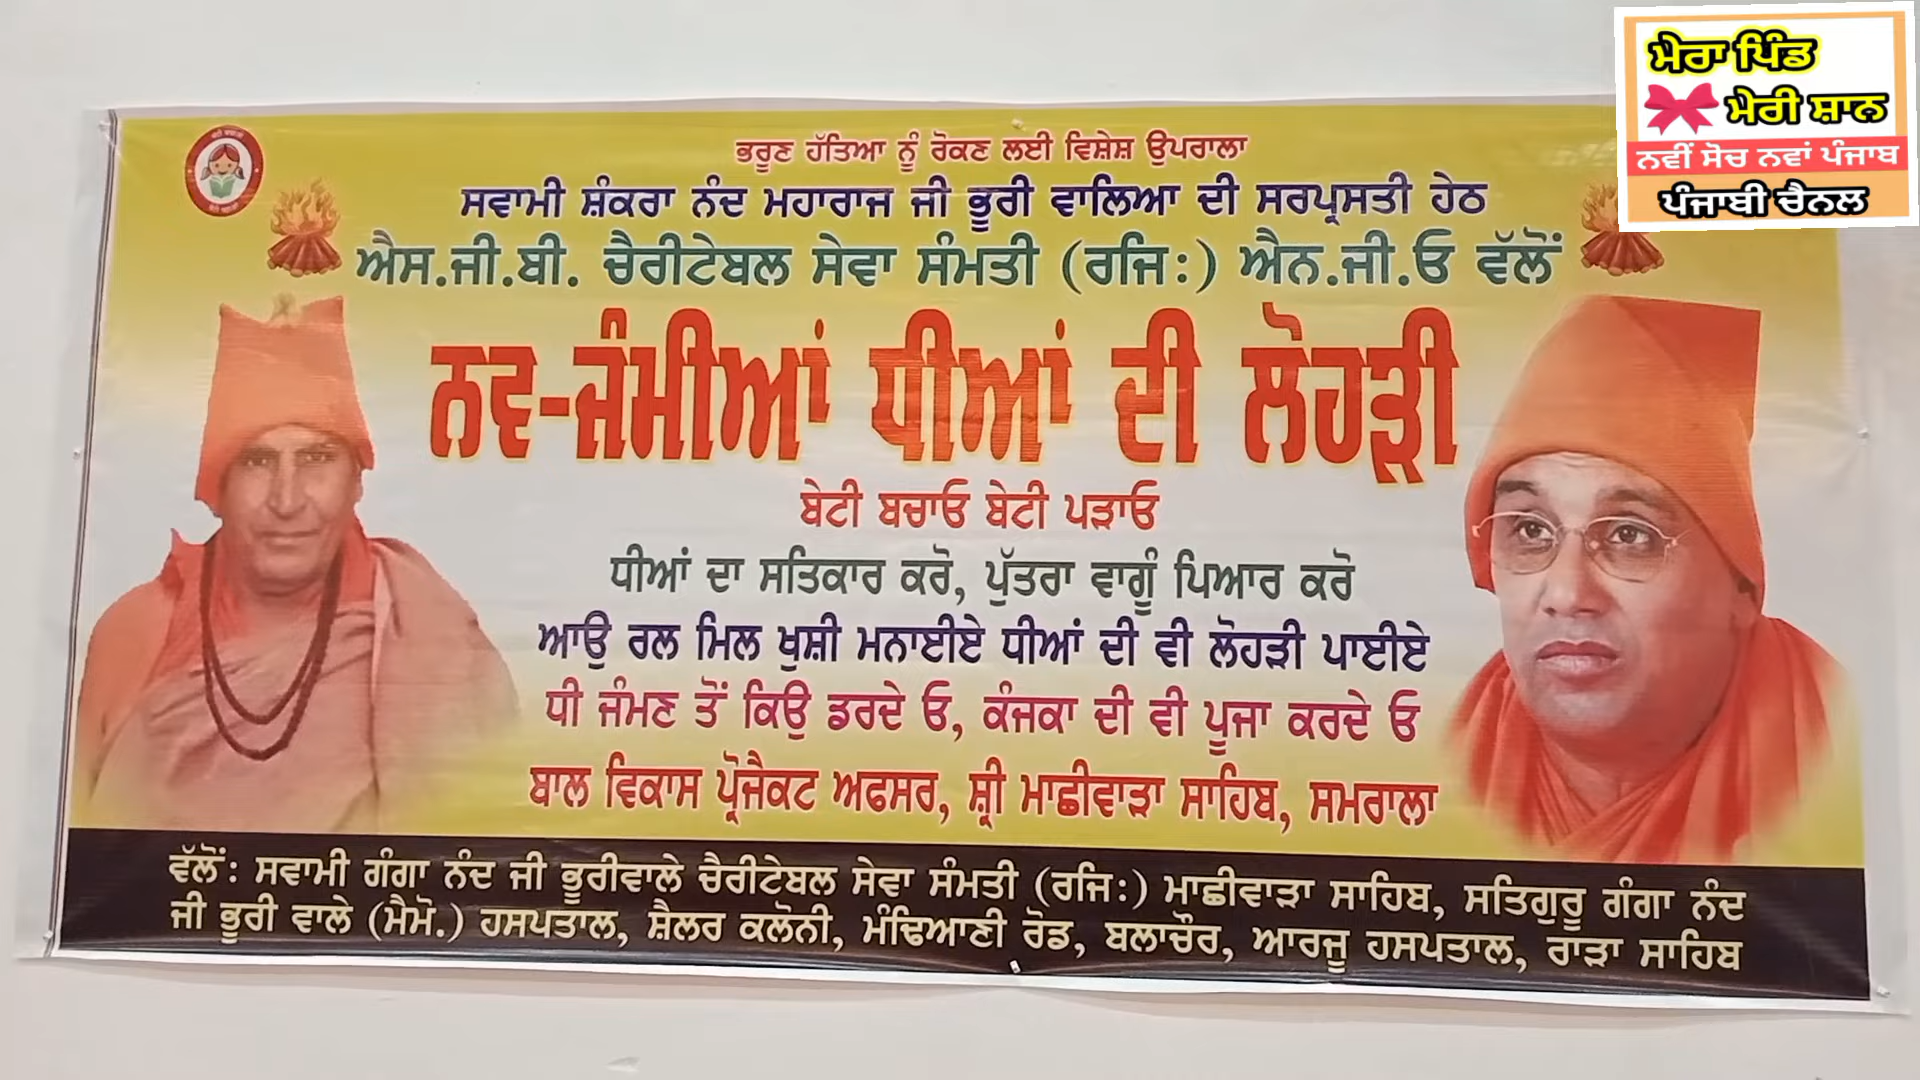 ਮੇਰਾ ਪਿੰਡ
ਮੇਰੀ ਸ਼ਾਨ
ਨਵੀਂ ਸੋਚ ਨਵਾਂ ਪੰਜਾਬ
ਪੰਜਾਬੀ ਚੈਨਲ
ਭਰੂਣ ਹੱਤਿਆ ਨੂੰ ਰੋਕਣ ਲਈ ਵਿਸ਼ੇਸ਼ ਉਪਰਾਲਾ
ਸਵਾਮੀ ਸ਼ੰਕਰਾ ਨੰਦ ਮਹਾਰਾਜ ਜੀ ਭੂਰੀ ਵਾਲਿਆ ਦੀ ਸਰਪ੍ਰਸਤੀ ਹੇਠ
ਐਸ.ਜੀ.ਬੀ. ਚੈਰੀਟੇਬਲ ਸੇਵਾ ਸੰਮਤੀ (ਰਜਿ:) ਐਨ.ਜੀ.ਓ ਵੱਲੋਂ
ਨਵ-ਜੰਮੀਆਂ ਧੀਆਂ ਦੀ ਲੋਹੜੀ
ਬੇਟੀ ਬਚਾਓ ਬੇਟੀ ਪੜਾਓ
ਧੀਆਂ ਦਾ ਸਤਿਕਾਰ ਕਰੋ, ਪੁੱਤਰਾ ਵਾਗੂੰ ਪਿਆਰ ਕਰੋ
ਆਉ ਰਲ ਮਿਲ ਖੁਸ਼ੀ ਮਨਾਈਏ ਧੀਆਂ ਦੀ ਵੀ ਲੋਹੜੀ ਪਾਈਏ
ਧੀ ਜੰਮਣ ਤੋਂ ਕਿਉ ਡਰਦੇ ਓ, ਕੰਜਕਾ ਦੀ ਵੀ ਪੂਜਾ ਕਰਦੇ ਓ
ਬਾਲ ਵਿਕਾਸ ਪ੍ਰੋਜੈਕਟ ਅਫਸਰ, ਸ਼੍ਰੀ ਮਾਛੀਵਾੜਾ ਸਾਹਿਬ, ਸਮਰਾਲਾ
ਵੱਲੋਂ: ਸਵਾਮੀ ਗੰਗਾ ਨੰਦ ਜੀ ਭੂਰੀਵਾਲੇ ਚੈਰੀਟੇਬਲ ਸੇਵਾ ਸੰਮਤੀ (ਰਜਿ:) ਮਾਛੀਵਾੜਾ ਸਾਹਿਬ, ਸਤਿਗੁਰੂ ਗੰਗਾ ਨੰਦ
ਜੀ ਭੂਰੀ ਵਾਲੇ (ਮੈਮੋ.) ਹਸਪਤਾਲ, ਸ਼ੈਲਰ ਕਲੋਨੀ, ਮੰਢਿਆਣੀ ਰੋਡ, ਬਲਾਚੌਰ, ਆਰਜੂ ਹਸਪਤਾਲ, ਰਾੜਾ ਸਾਹਿਬ